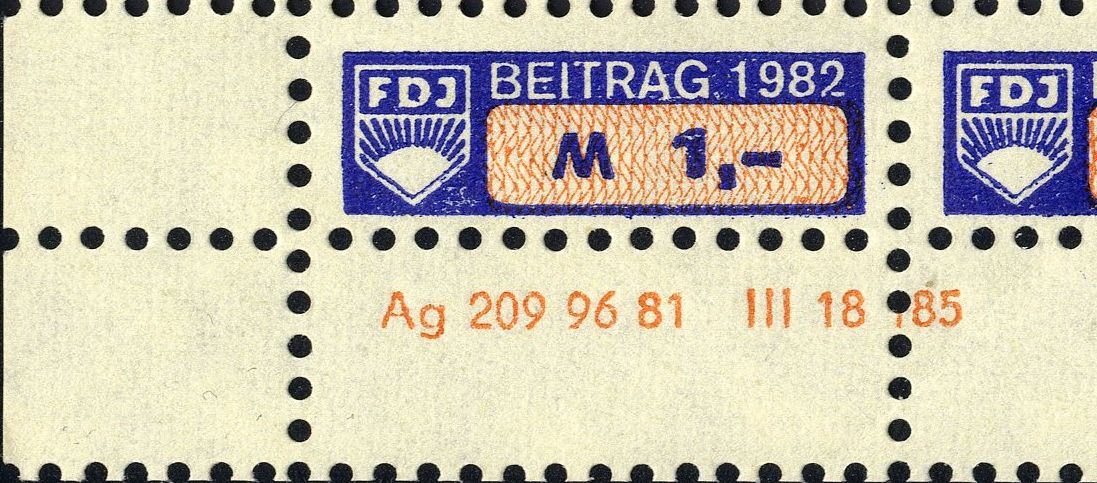 FDJ BEITRAG 1982
M 1,-
FDJ
Ag 209 96 81 III 18 185